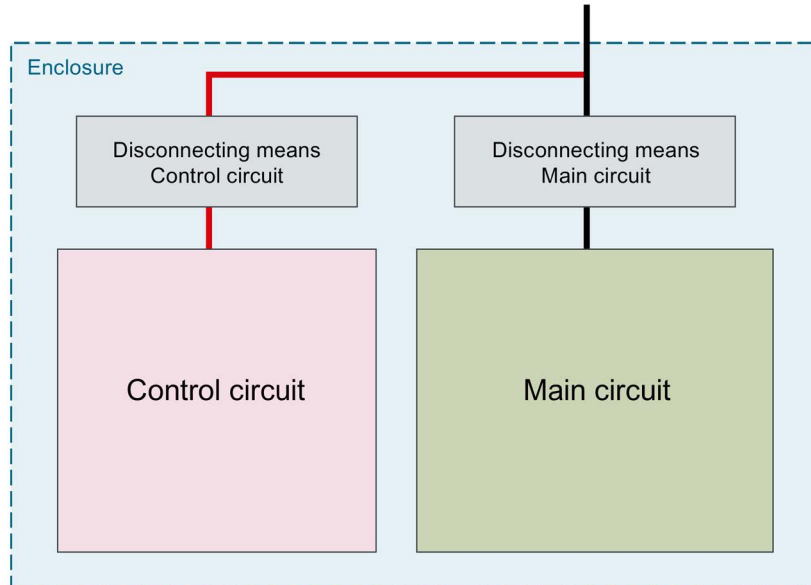 Enclosure
Disconnecting means
Control circuit
Disconnecting means
Main circuit
Control circuit
Main circuit